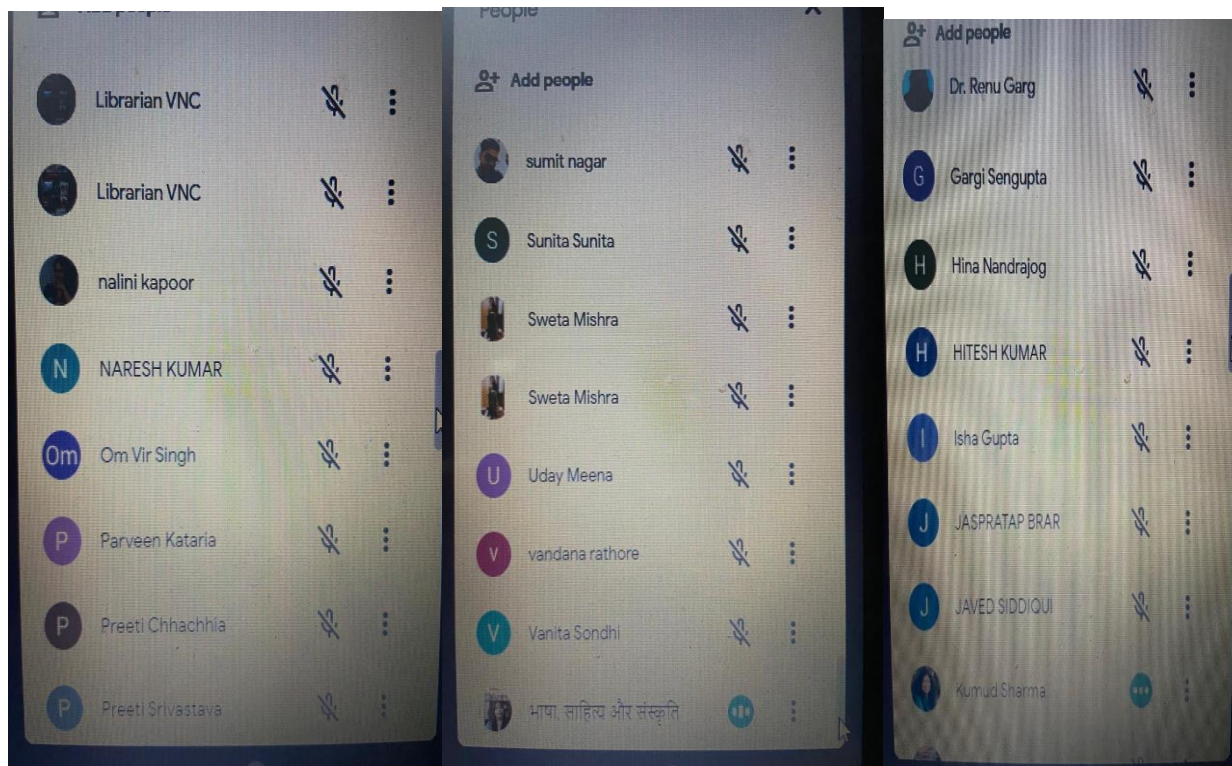 Add people
Librarian VNC
Librarian VNC
nalini kapoor
N NARESH KUMAR
Om Om Vir Singh
P Parveen Kataria
P Preeti Chhachhia
P Preeti Srivastava
People
Add people
sumit nagar
S Sunita Sunita
Sweta Mishra
Sweta Mishra
U Uday Meena
v vandana rathore
V Vanita Sondhi
भाषा, साहित्य और संस्कृति
Add people
Dr. Renu Garg
G Gargi Sengupta
H Hina Nandrajog
H HITESH KUMAR
I Isha Gupta
J JASPRATAP BRAR
J JAVED SIDDIQUI
Kumud Sharma